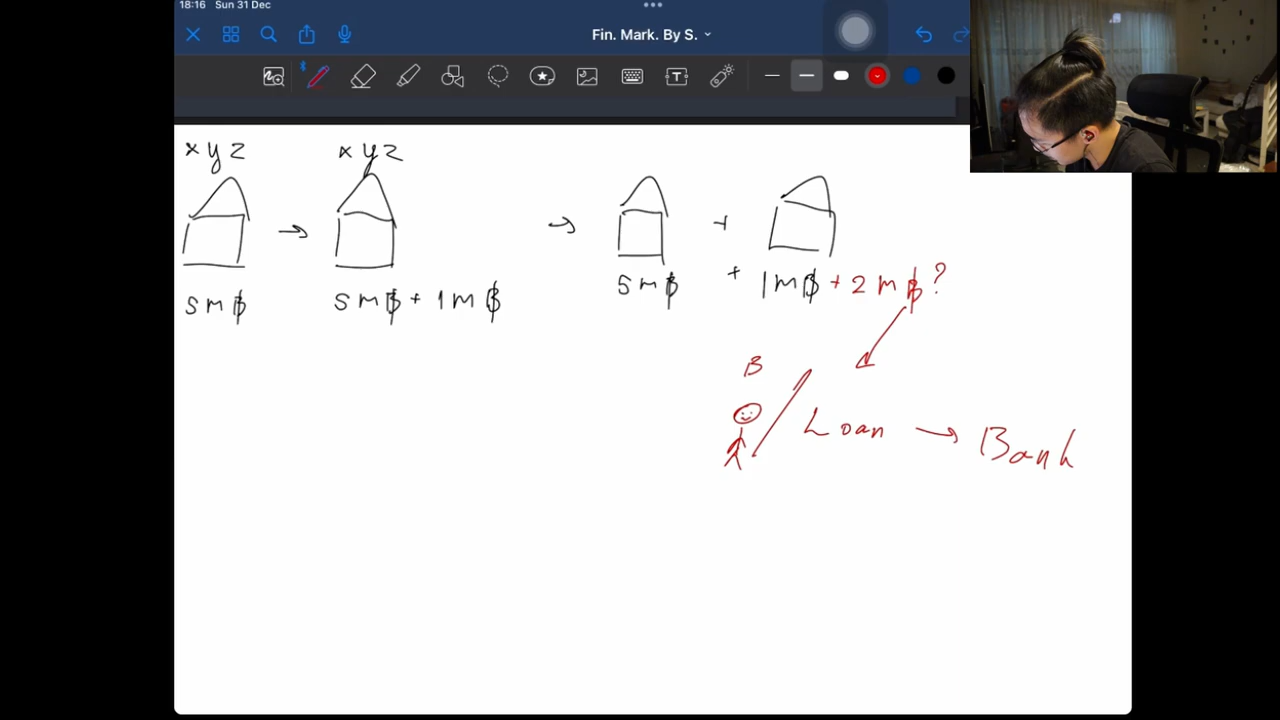 18:16 Sun 31 Dec
Fin. Mark. By S.
xyz xyz
→ → +
5m฿ 5m฿ + 1m฿ 5m฿ + 1m฿ + 2m฿?
B
Loan → Bank